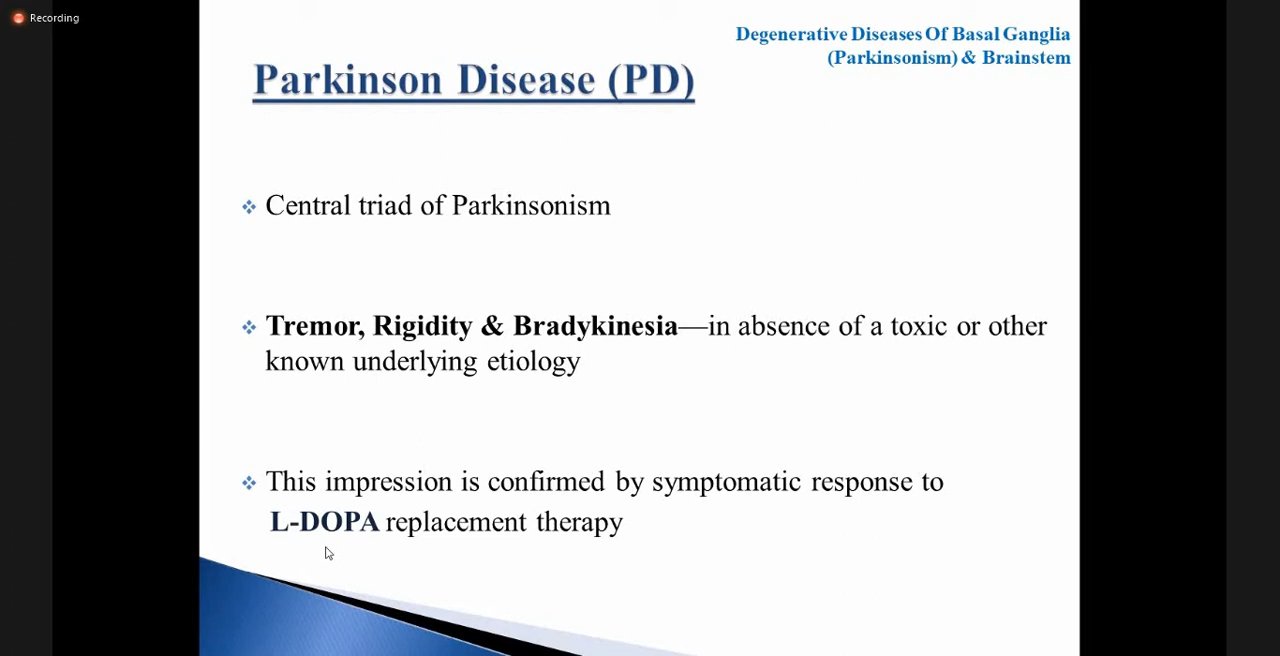 Recording
Degenerative Diseases Of Basal Ganglia
(Parkinsonism) & Brainstem
Parkinson Disease (PD)
Central triad of Parkinsonism
Tremor, Rigidity & Bradykinesia—in absence of a toxic or other
known underlying etiology
This impression is confirmed by symptomatic response to
L-DOPA replacement therapy